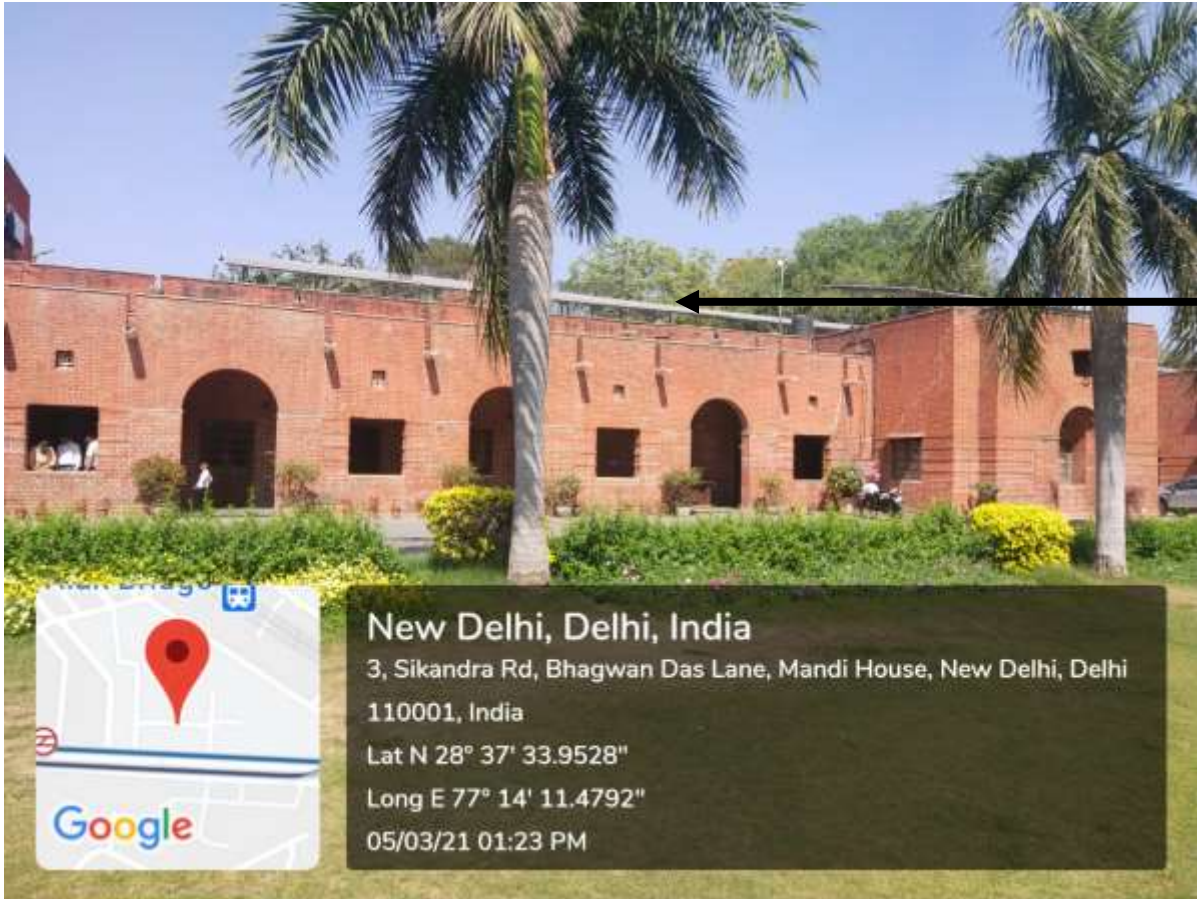 New Delhi, Delhi, India
3, Sikandra Rd, Bhagwan Das Lane, Mandi House, New Delhi, Delhi
110001, India
Lat N 28° 37' 33.9528"
Long E 77° 14' 11.4792"
05/03/21 01:23 PM
Google